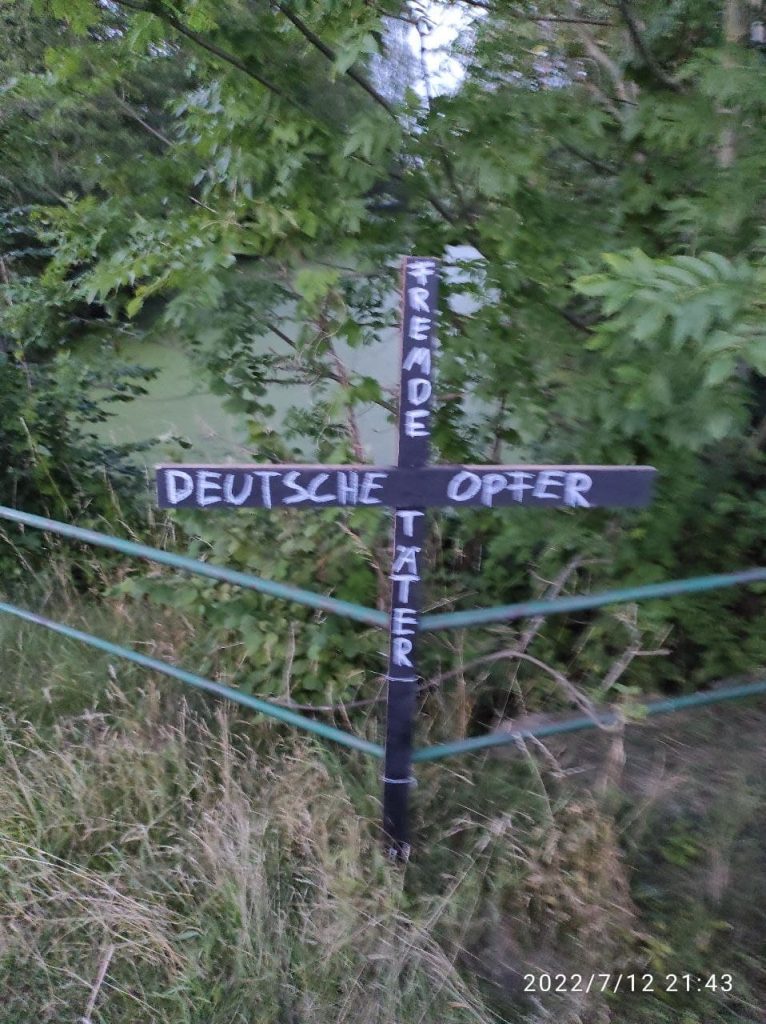 FREMDE
DEUTSCHE OPFER
TÄTER
2022/7/12 21:43